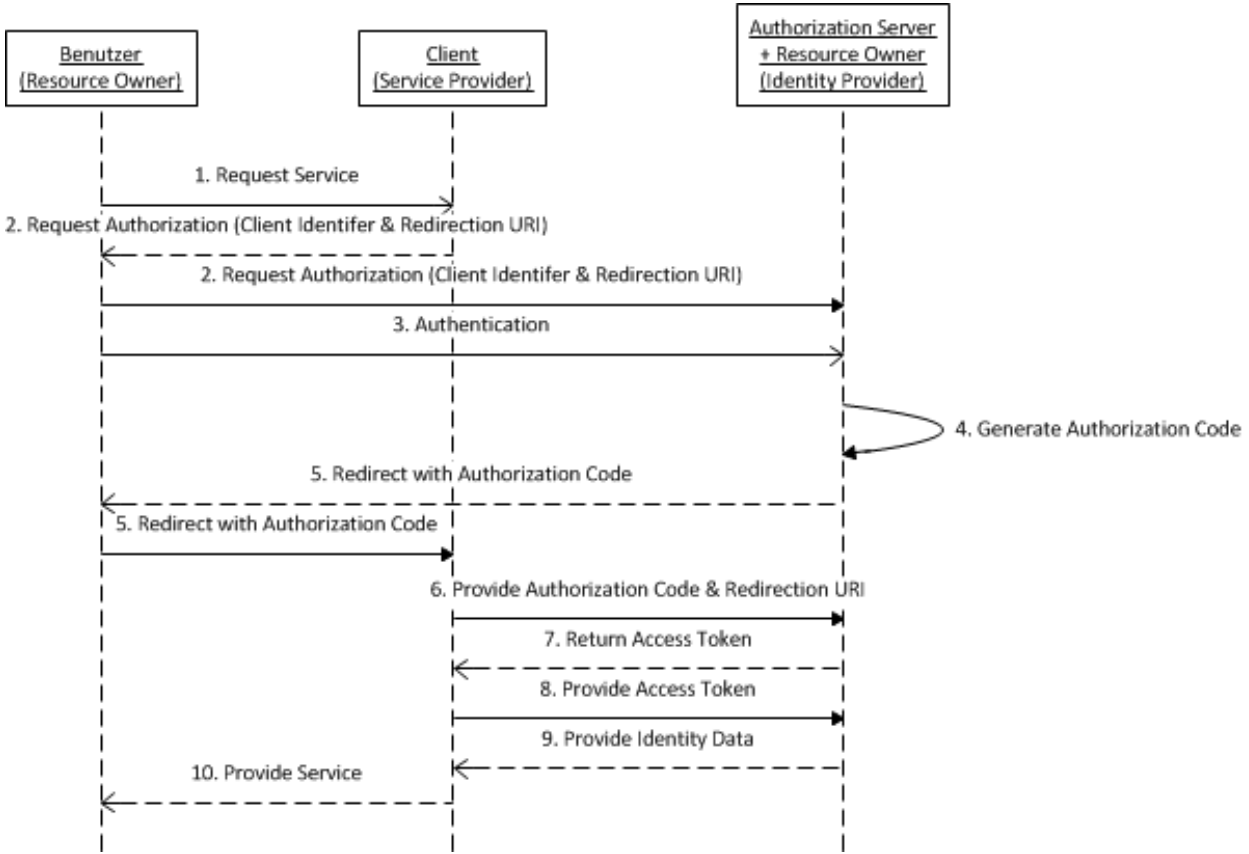 Benutzer
(Resource Owner)
Client
(Service Provider)
Authorization Server
+ Resource Owner
(Identity Provider)
1. Request Service
2. Request Authorization (Client Identifer & Redirection URI)
2. Request Authorization (Client Identifer & Redirection URI)
3. Authentication
4. Generate Authorization Code
5. Redirect with Authorization Code
5. Redirect with Authorization Code
6. Provide Authorization Code & Redirection URI
7. Return Access Token
8. Provide Access Token
9. Provide Identity Data
10. Provide Service